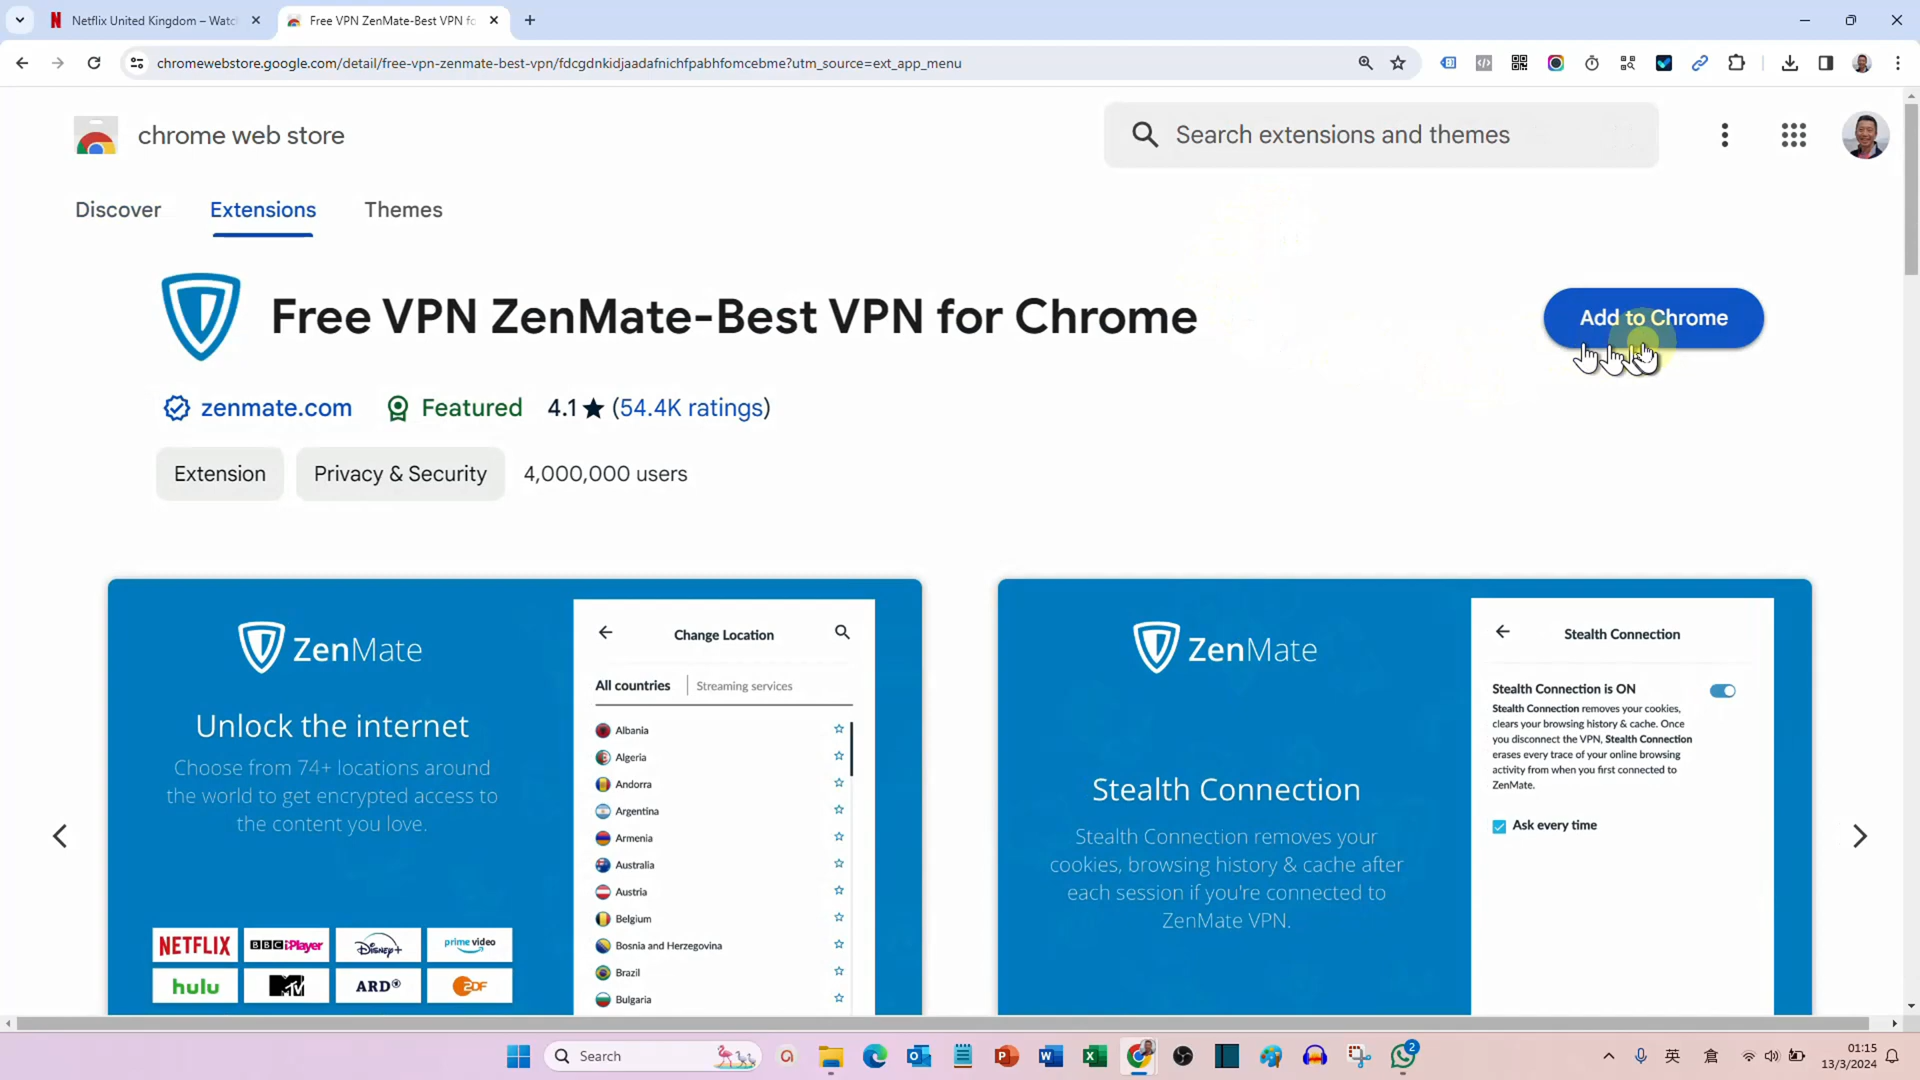 Netflix United Kingdom – Watc
Free VPN ZenMate-Best VPN fo
chromewebstore.google.com/detail/free-vpn-zenmate-best-vpn/fdcgdnkidjaadafnichfpabhfomcebme?utm_source=ext_app_menu
chrome web store
Search extensions and themes
Discover
Extensions
Themes
Free VPN ZenMate-Best VPN for Chrome
Add to Chrome
zenmate.com
Featured
4.1★ (54.4K ratings)
Extension
Privacy & Security
4,000,000 users
ZenMate
Unlock the internet
Choose from 74+ locations around
the world to get encrypted access to
the content you love.
NETFLIX
BBC iPlayer
Disney+
prime video
hulu
MTV
ARD
ZDF
Change Location
All countries
Streaming services
Albania
Algeria
Andorra
Argentina
Armenia
Australia
Austria
Belgium
Bosnia and Herzegovina
Brazil
Bulgaria
ZenMate
Stealth Connection
Stealth Connection removes your
cookies, browsing history & cache after
each session if you're connected to
ZenMate VPN.
Stealth Connection
Stealth Connection is ON
Stealth Connection removes your cookies,
clears your browsing history & cache. Once
you disconnect the VPN, Stealth Connection
erases every trace of your online browsing
activity from when you first connected to
ZenMate.
Ask every time
Search
2
英
倉
01:15
13/3/2024